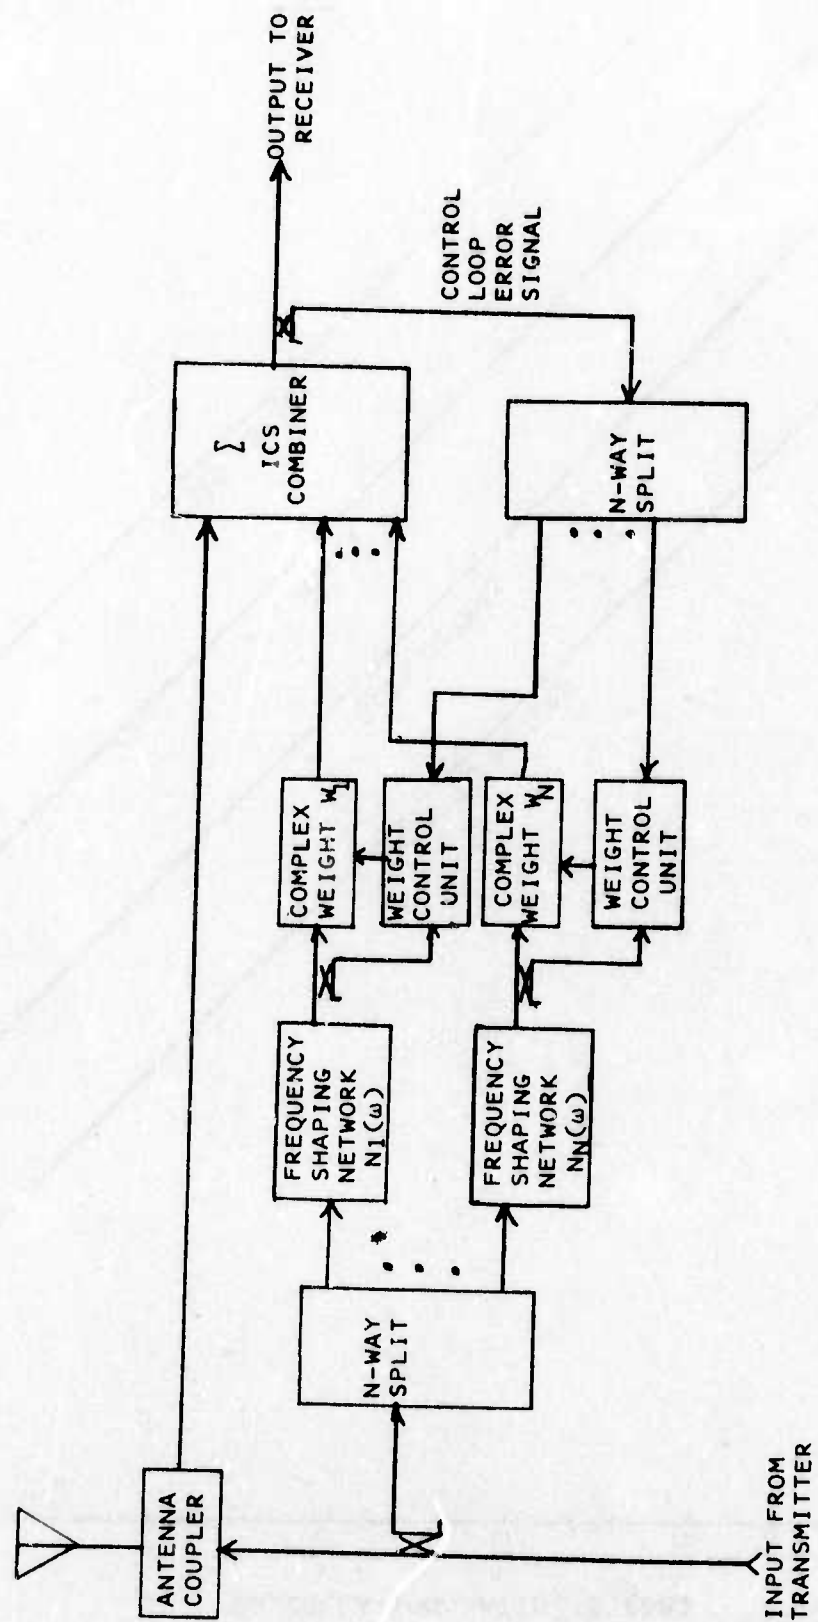 ANTENNA
COUPLER
INPUT FROM
TRANSMITTER
N-WAY
SPLIT
FREQUENCY
SHAPING
NETWORK
N1(ω)
FREQUENCY
SHAPING
NETWORK
NN(ω)
COMPLEX
WEIGHT W1
WEIGHT
CONTROL
UNIT
COMPLEX
WEIGHT WN
WEIGHT
CONTROL
UNIT
Σ
ICS
COMBINER
N-WAY
SPLIT
CONTROL
LOOP
ERROR
SIGNAL
OUTPUT TO
RECEIVER